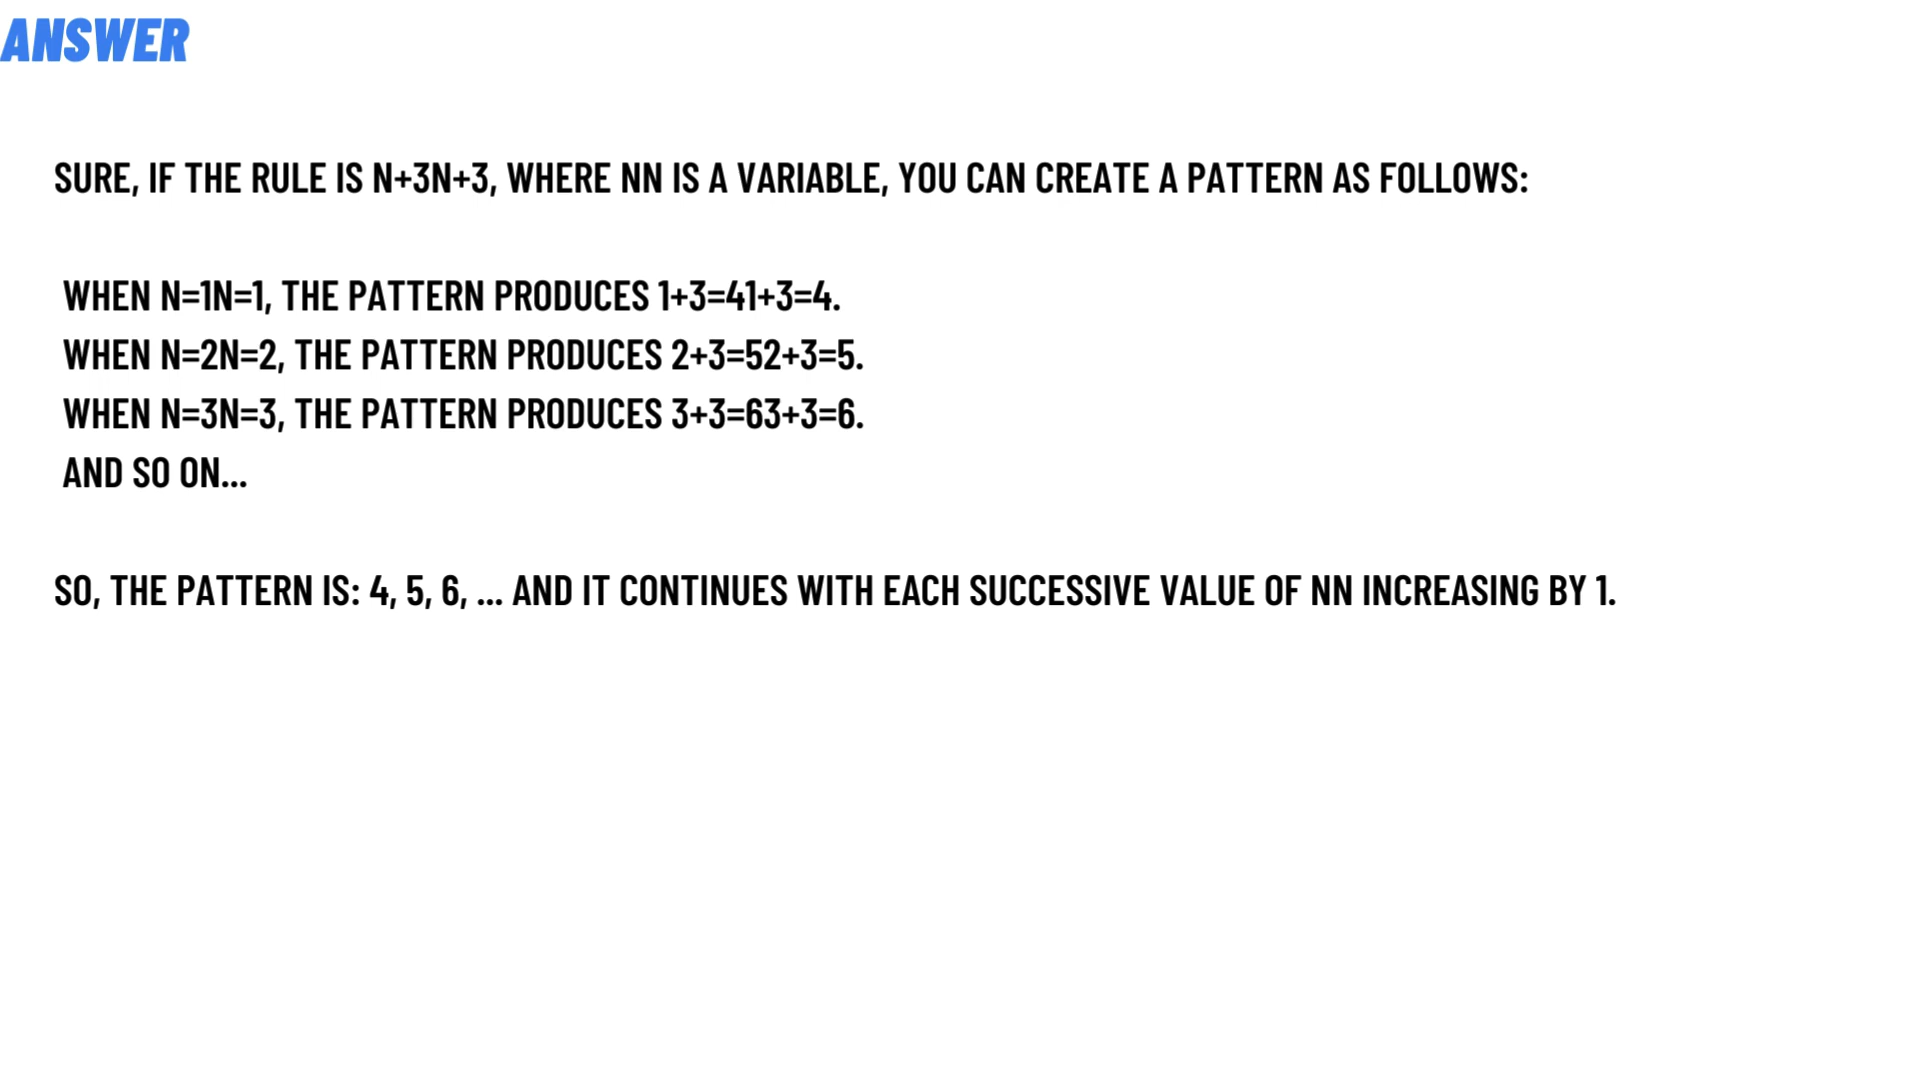 ANSWER
SURE, IF THE RULE IS N+3N+3, WHERE NN IS A VARIABLE, YOU CAN CREATE A PATTERN AS FOLLOWS:
WHEN N=1N=1, THE PATTERN PRODUCES 1+3=41+3=4.
WHEN N=2N=2, THE PATTERN PRODUCES 2+3=52+3=5.
WHEN N=3N=3, THE PATTERN PRODUCES 3+3=63+3=6.
AND SO ON...
SO, THE PATTERN IS: 4, 5, 6, ... AND IT CONTINUES WITH EACH SUCCESSIVE VALUE OF NN INCREASING BY 1.